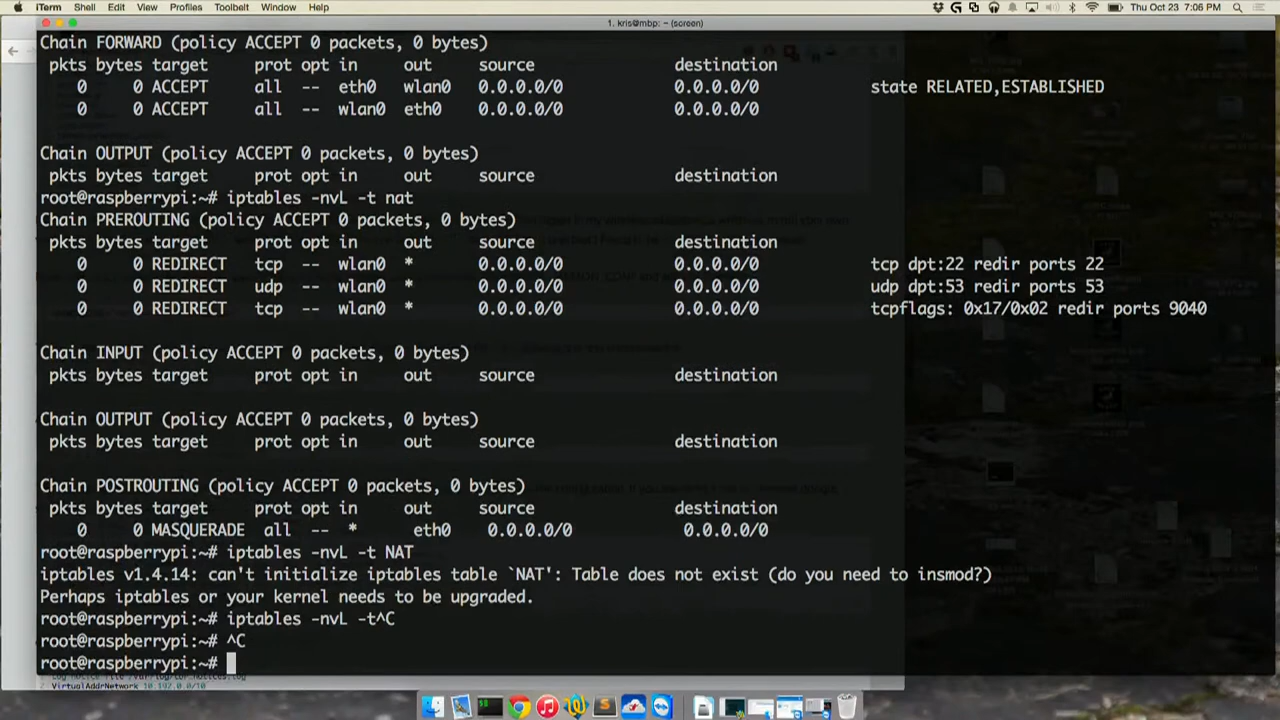 iTerm Shell Edit View Profiles Toolbelt Window Help Thu Oct 23 7:06 PM
1. kris@mbp: ~ (screen)
Chain FORWARD (policy ACCEPT 0 packets, 0 bytes)
pkts bytes target prot opt in out source destination
0 0 ACCEPT all -- eth0 wlan0 0.0.0.0/0 0.0.0.0/0 state RELATED,ESTABLISHED
0 0 ACCEPT all -- wlan0 eth0 0.0.0.0/0 0.0.0.0/0
Chain OUTPUT (policy ACCEPT 0 packets, 0 bytes)
pkts bytes target prot opt in out source destination
root@raspberrypi:~# iptables -nvL -t nat
Chain PREROUTING (policy ACCEPT 0 packets, 0 bytes)
pkts bytes target prot opt in out source destination
0 0 REDIRECT tcp -- wlan0 * 0.0.0.0/0 0.0.0.0/0 tcp dpt:22 redir ports 22
0 0 REDIRECT udp -- wlan0 * 0.0.0.0/0 0.0.0.0/0 udp dpt:53 redir ports 53
0 0 REDIRECT tcp -- wlan0 * 0.0.0.0/0 0.0.0.0/0 tcpflags: 0x17/0x02 redir ports 9040
Chain INPUT (policy ACCEPT 0 packets, 0 bytes)
pkts bytes target prot opt in out source destination
Chain OUTPUT (policy ACCEPT 0 packets, 0 bytes)
pkts bytes target prot opt in out source destination
Chain POSTROUTING (policy ACCEPT 0 packets, 0 bytes)
pkts bytes target prot opt in out source destination
0 0 MASQUERADE all -- * eth0 0.0.0.0/0 0.0.0.0/0
root@raspberrypi:~# iptables -nvL -t NAT
iptables v1.4.14: can't initialize iptables table `NAT': Table does not exist (do you need to insmod?)
Perhaps iptables or your kernel needs to be upgraded.
root@raspberrypi:~# iptables -nvL -t^C
root@raspberrypi:~# ^C
root@raspberrypi:~#
VirtualAddrNetwork 10.192.0.0/10